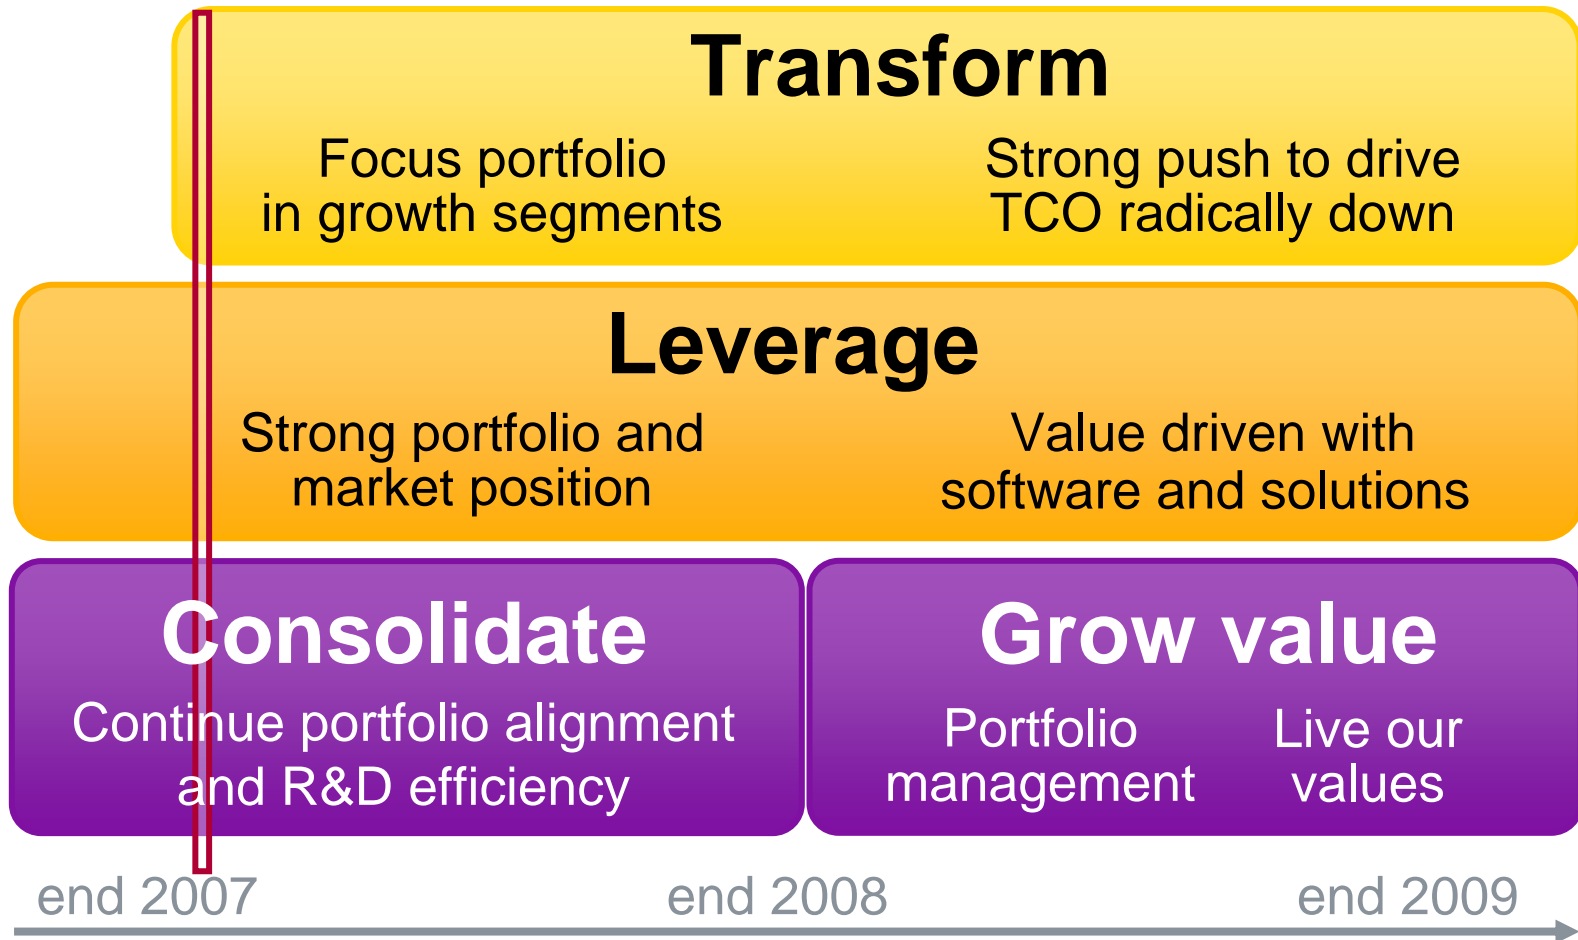 Transform
Focus portfolio
in growth segments
Strong push to drive
TCO radically down
Leverage
Strong portfolio and
market position
Value driven with
software and solutions
Consolidate
Continue portfolio alignment
and R&D efficiency
Grow value
Portfolio
management
Live our
values
end 2007
end 2008
end 2009